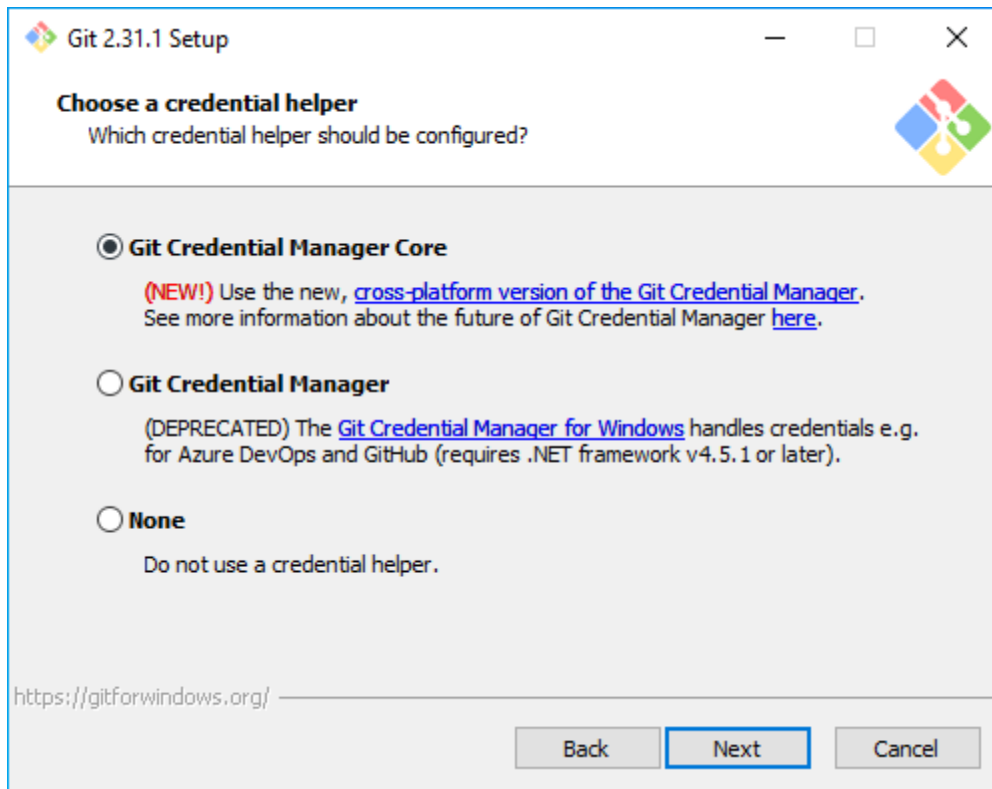 Git 2.31.1 Setup
Choose a credential helper
Which credential helper should be configured?
Git Credential Manager Core
(NEW!) Use the new, cross-platform version of the Git Credential Manager.
See more information about the future of Git Credential Manager here.
Git Credential Manager
(DEPRECATED) The Git Credential Manager for Windows handles credentials e.g.
for Azure DevOps and GitHub (requires .NET framework v4.5.1 or later).
None
Do not use a credential helper.
https://gitforwindows.org/
Back Next Cancel